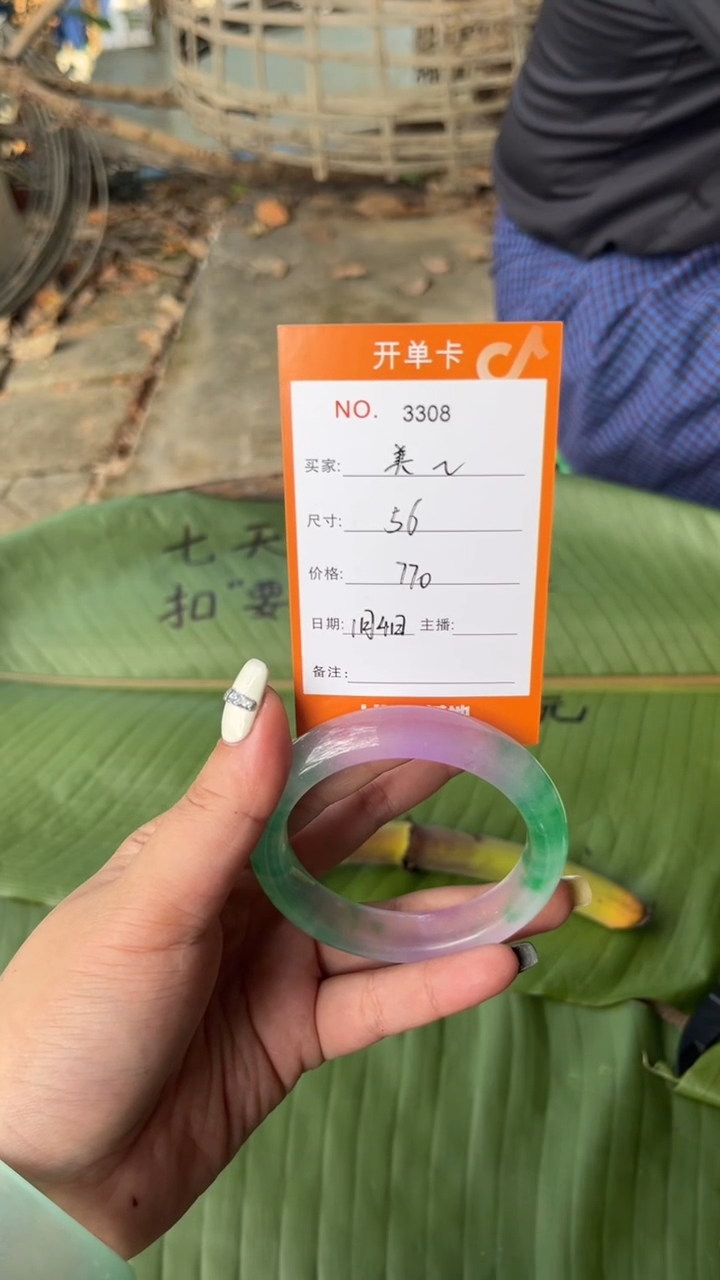 开单卡
NO. 3308
买家: 美~
尺寸: 56
价格: 770
日期: 1月4日 主播:
备注:
七天
扣"要
元